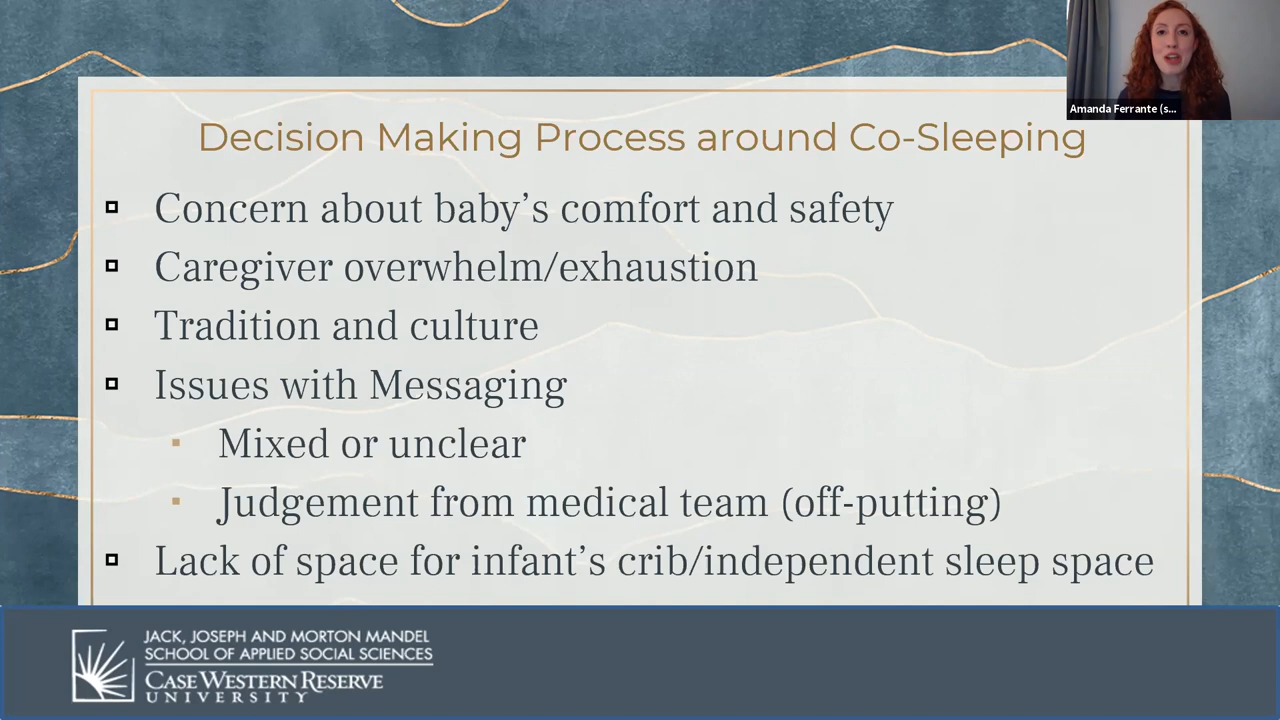 Amanda Ferrante (s...
Decision Making Process around Co-Sleeping
Concern about baby’s comfort and safety
Caregiver overwhelm/exhaustion
Tradition and culture
Issues with Messaging
Mixed or unclear
Judgement from medical team (off-putting)
Lack of space for infant’s crib/independent sleep space
JACK, JOSEPH AND MORTON MANDEL
SCHOOL OF APPLIED SOCIAL SCIENCES
CASE WESTERN RESERVE
UNIVERSITY